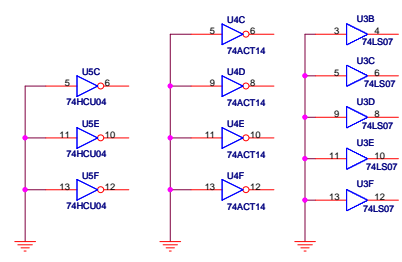 U4C
5 6
74ACT14
U3B
3 4
74LS07
U5C
5 6
74HCU04
U4D
9 8
74ACT14
U3C
5 6
74LS07
U5E
11 10
74HCU04
U4E
11 10
74ACT14
U3D
9 8
74LS07
U3E
11 10
74LS07
U5F
13 12
74HCU04
U4F
13 12
74ACT14
U3F
13 12
74LS07